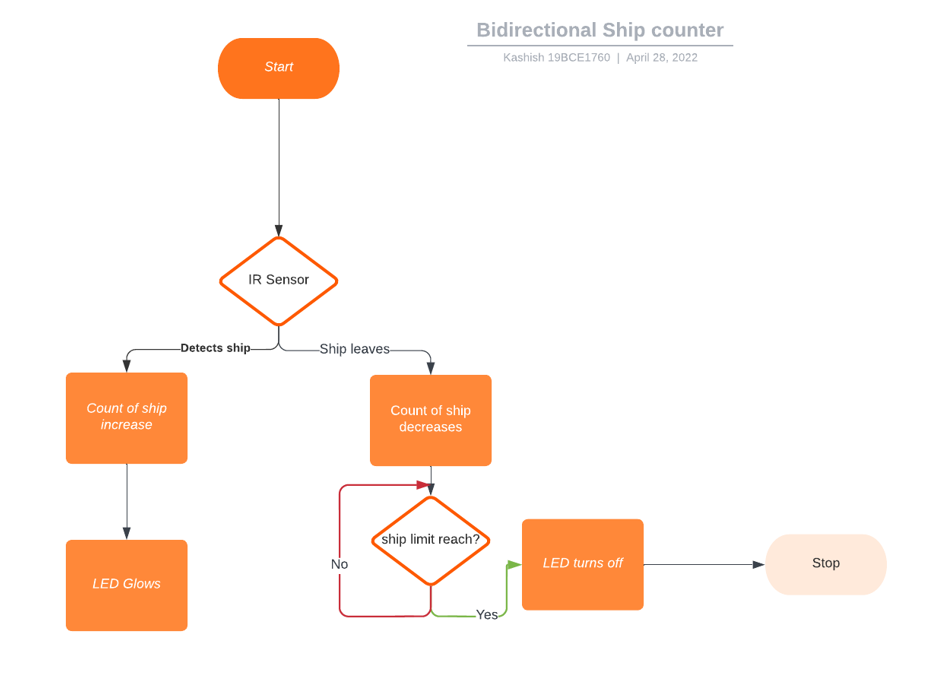 Bidirectional Ship counter
Kashish 19BCE1760 | April 28, 2022
Start
IR Sensor
Detects ship
Ship leaves
Count of ship
increase
Count of ship
decreases
ship limit reach?
No
Yes
LED Glows
LED turns off
Stop